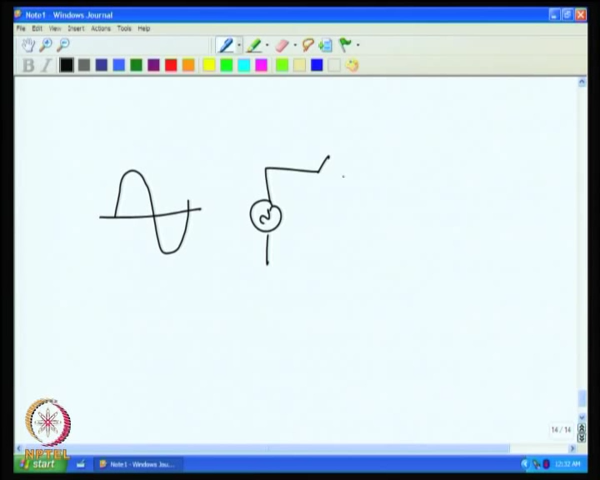 Note1 - Windows Journal
File Edit View Insert Actions Tools Help
B I
14 / 14
NPTEL
start
Note1 - Windows Jou...
12:32 AM